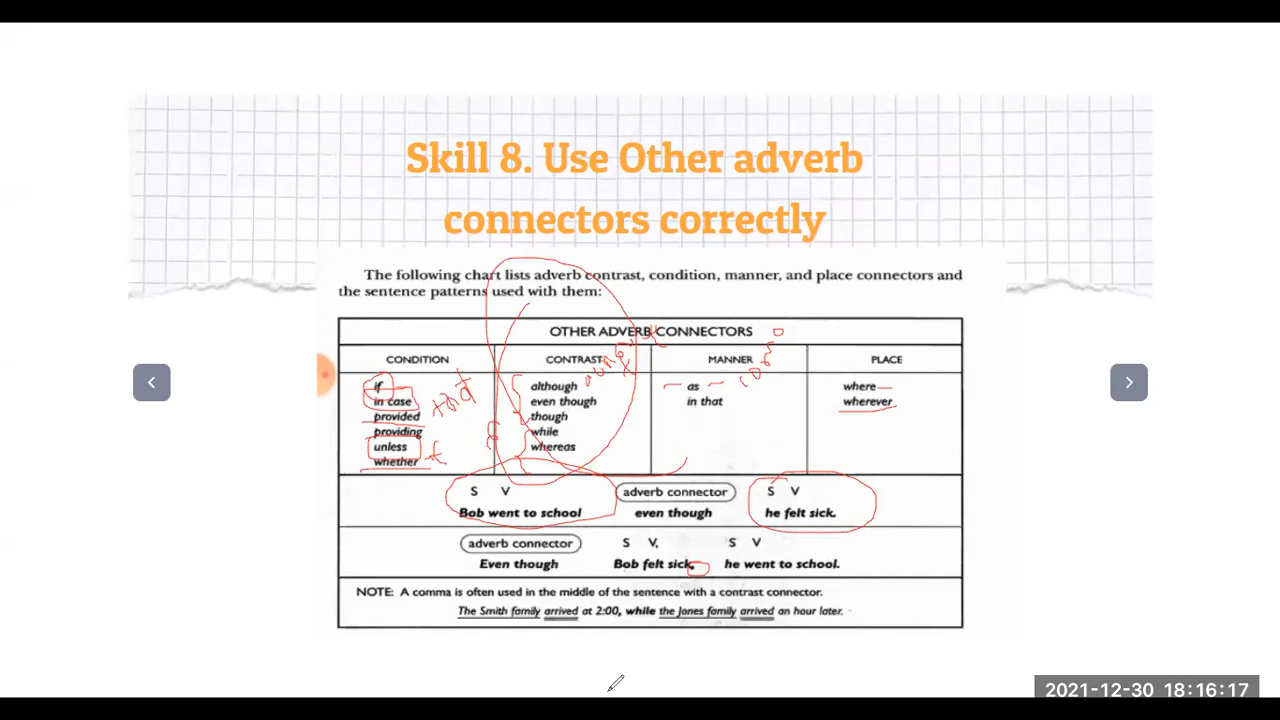 Skill 8. Use Other adverb
connectors correctly
The following chart lists adverb contrast, condition, manner, and place connectors and
the sentence patterns used with them:
OTHER ADVERB CONNECTORS
CONDITION CONTRAST MANNER PLACE
if although as where
in case even though in that wherever
provided though
providing while
unless whereas
whether
S V adverb connector S V
Bob went to school even though he felt sick.
adverb connector S V, S V
Even though Bob felt sick, he went to school.
NOTE: A comma is often used in the middle of the sentence with a contrast connector.
The Smith family arrived at 2:00, while the Jones family arrived an hour later.
como
2021-12-30 18:16:17